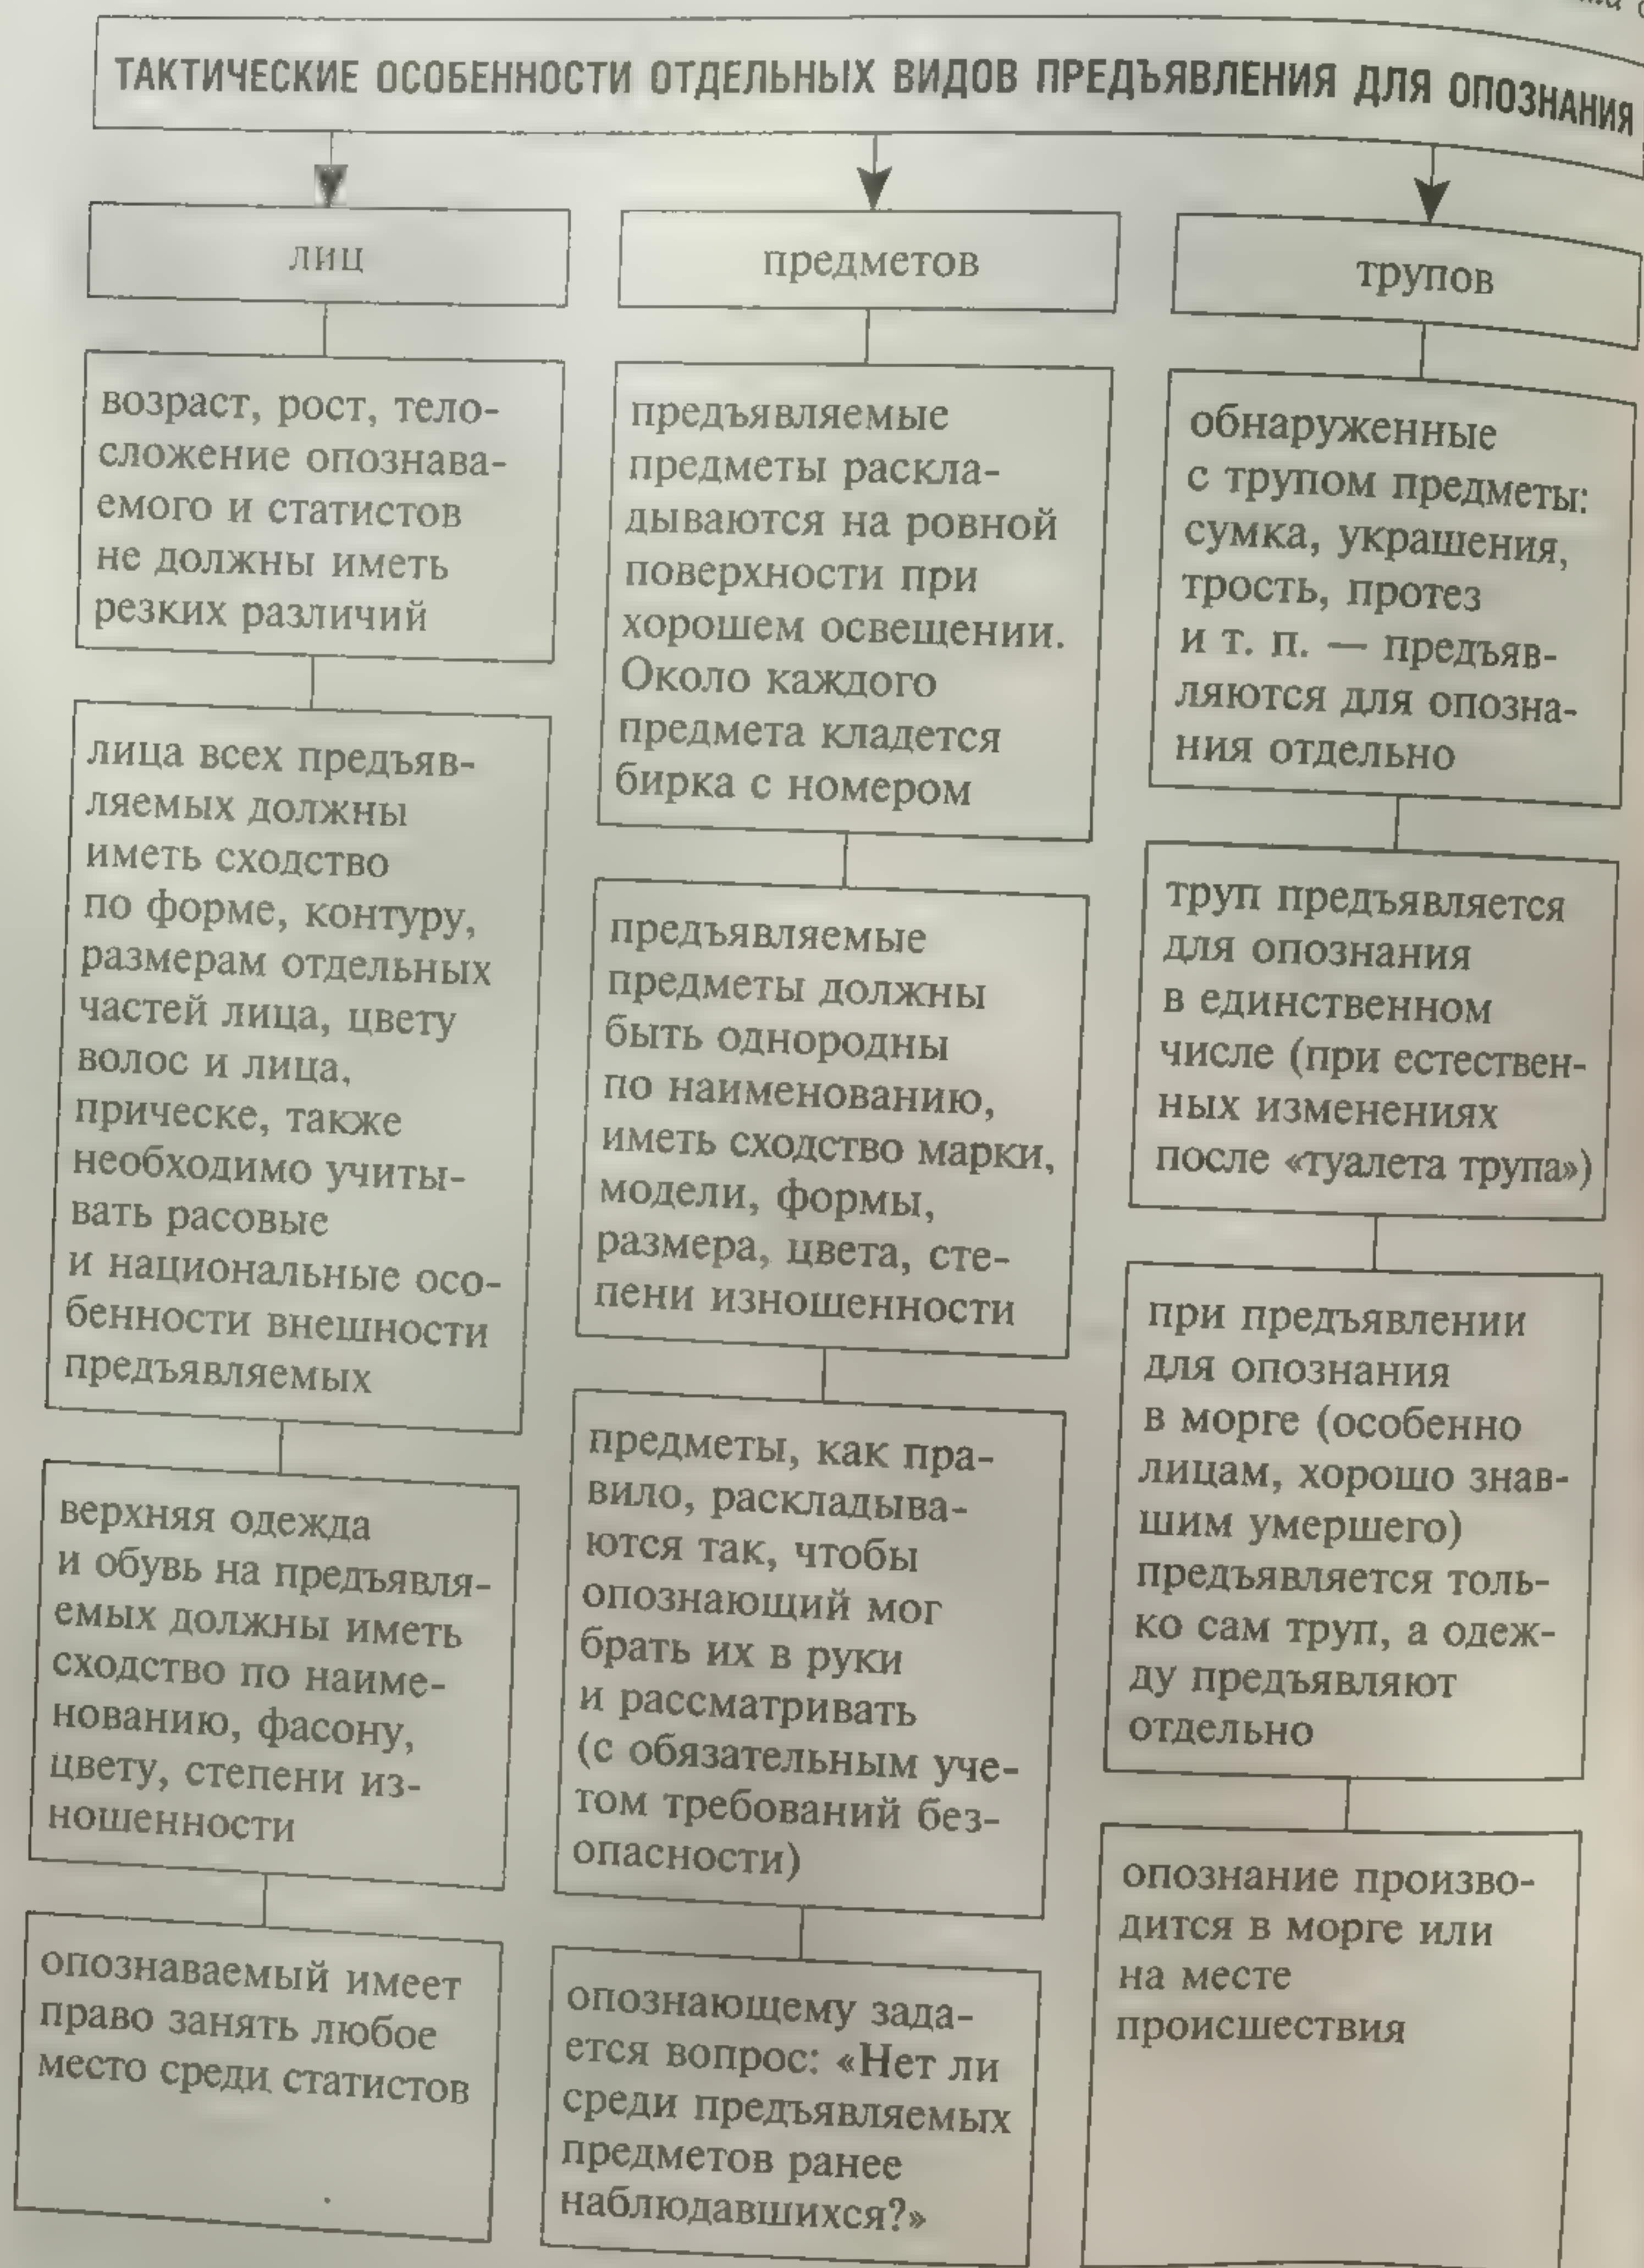 ТАКТИЧЕСКИЕ ОСОБЕННОСТИ ОТДЕЛЬНЫХ ВИДОВ ПРЕДЪЯВЛЕНИЯ ДЛЯ ОПОЗНАНИЯ
лиц
возраст, рост, тело-
сложение опознава-
емого и статистов
не должны иметь
резких различий
лица всех предъяв-
ляемых должны
иметь сходство
по форме, контуру,
размерам отдельных
частей лица, цвету
волос и лица,
прическе, также
необходимо учиты-
вать расовые
и национальные осо-
бенности внешности
предъявляемых
верхняя одежда
и обувь на предъявля-
емых должны иметь
сходство по наиме-
нованию, фасону,
цвету, степени из-
ношенности
опознаваемый имеет
право занять любое
место среди статистов
предметов
предъявляемые
предметы раскла-
дываются на ровной
поверхности при
хорошем освещении.
Около каждого
предмета кладется
бирка с номером
предъявляемые
предметы должны
быть однородны
по наименованию,
иметь сходство марки,
модели, формы,
размера, цвета, сте-
пени изношенности
предметы, как пра-
вило, раскладыва-
ются так, чтобы
опознающий мог
брать их в руки
и рассматривать
(с обязательным уче-
том требований без-
опасности)
опознающему зада-
ется вопрос: «Нет ли
среди предъявляемых
предметов ранее
наблюдавшихся?»
трупов
обнаруженные
с трупом предметы:
сумка, украшения,
трость, протез
и т. п. — предъяв-
ляются для опозна-
ния отдельно
труп предъявляется
для опознания
в единственном
числе (при естествен-
ных изменениях
после «туалета трупа»)
при предъявлении
для опознания
в морге (особенно
лицам, хорошо знав-
шим умершего)
предъявляется толь-
ко сам труп, а одеж-
ду предъявляют
отдельно
опознание произво-
дится в морге или
на месте
происшествия